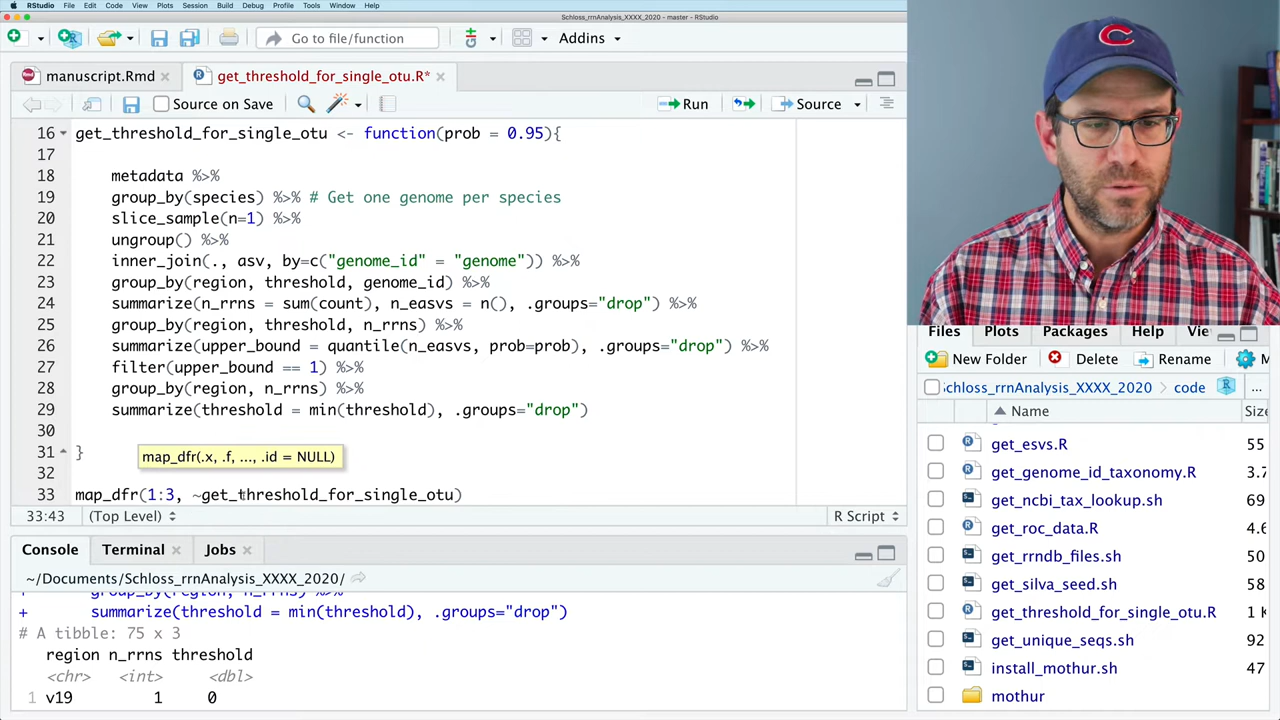 RStudio File Edit Code View Plots Session Build Debug Profile Tools Window Help
Schloss_rrnAnalysis_XXXX_2020 - master - RStudio
Go to file/function Addins
manuscript.Rmd get_threshold_for_single_otu.R*
Source on Save Run Source
16 get_threshold_for_single_otu <- function(prob = 0.95){
17
18 metadata %>%
19 group_by(species) %>% # Get one genome per species
20 slice_sample(n=1) %>%
21 ungroup() %>%
22 inner_join(., asv, by=c("genome_id" = "genome")) %>%
23 group_by(region, threshold, genome_id) %>%
24 summarize(n_rrns = sum(count), n_easvs = n(), .groups="drop") %>%
25 group_by(region, threshold, n_rrns) %>%
26 summarize(upper_bound = quantile(n_easvs, prob=prob), .groups="drop") %>%
27 filter(upper_bound == 1) %>%
28 group_by(region, n_rrns) %>%
29 summarize(threshold = min(threshold), .groups="drop")
30
31 }
map_dfr(.x, .f, ..., .id = NULL)
32
33 map_dfr(1:3, ~get_threshold_for_single_otu)
33:43 (Top Level) R Script
Console Terminal Jobs
~/Documents/Schloss_rrnAnalysis_XXXX_2020/
+ group_by(region, n_rrns) %>%
+ summarize(threshold = min(threshold), .groups="drop")
# A tibble: 75 x 3
region n_rrns threshold
<chr> <int> <dbl>
1 v19 1 0
Files Plots Packages Help Vie
New Folder Delete Rename M
Schloss_rrnAnalysis_XXXX_2020 code ...
Name Size
get_esvs.R 55
get_genome_id_taxonomy.R 3.7
get_ncbi_tax_lookup.sh 69
get_roc_data.R 4.6
get_rrndb_files.sh 50
get_silva_seed.sh 58
get_threshold_for_single_otu.R 1 K
get_unique_seqs.sh 92
install_mothur.sh 47
mothur